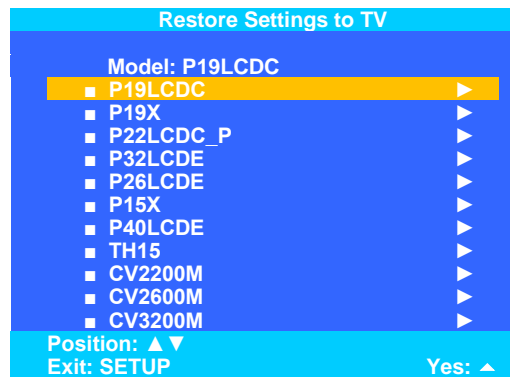 Restore Settings to TV
Model: P19LCDC
■ P19LCDC ►
■ P19X ►
■ P22LCDC_P ►
■ P32LCDE ►
■ P26LCDE ►
■ P15X ►
■ P40LCDE ►
■ TH15 ►
■ CV2200M ►
■ CV2600M ►
■ CV3200M ►
Position: ▲▼
Exit: SETUP Yes: ▲